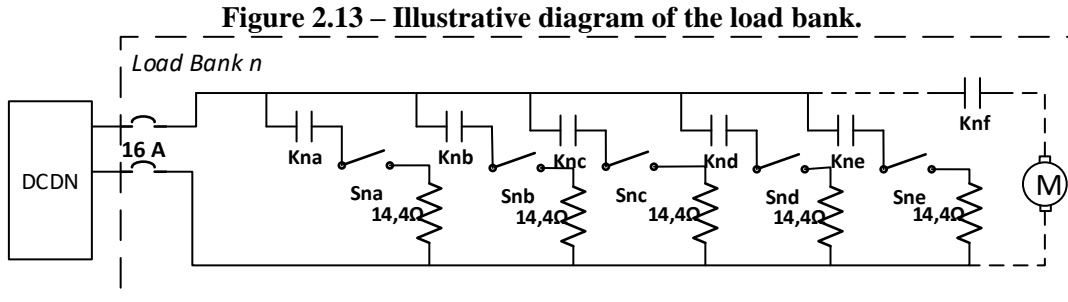 Figure 2.13 – Illustrative diagram of the load bank.
Load Bank n
Knf
16 A
Kna
Knb
Knc
Knd
Kne
DCDN
M
Sna
Snb
Snc
Snd
Sne
14,4Ω
14,4Ω
14,4Ω
14,4Ω
14,4Ω